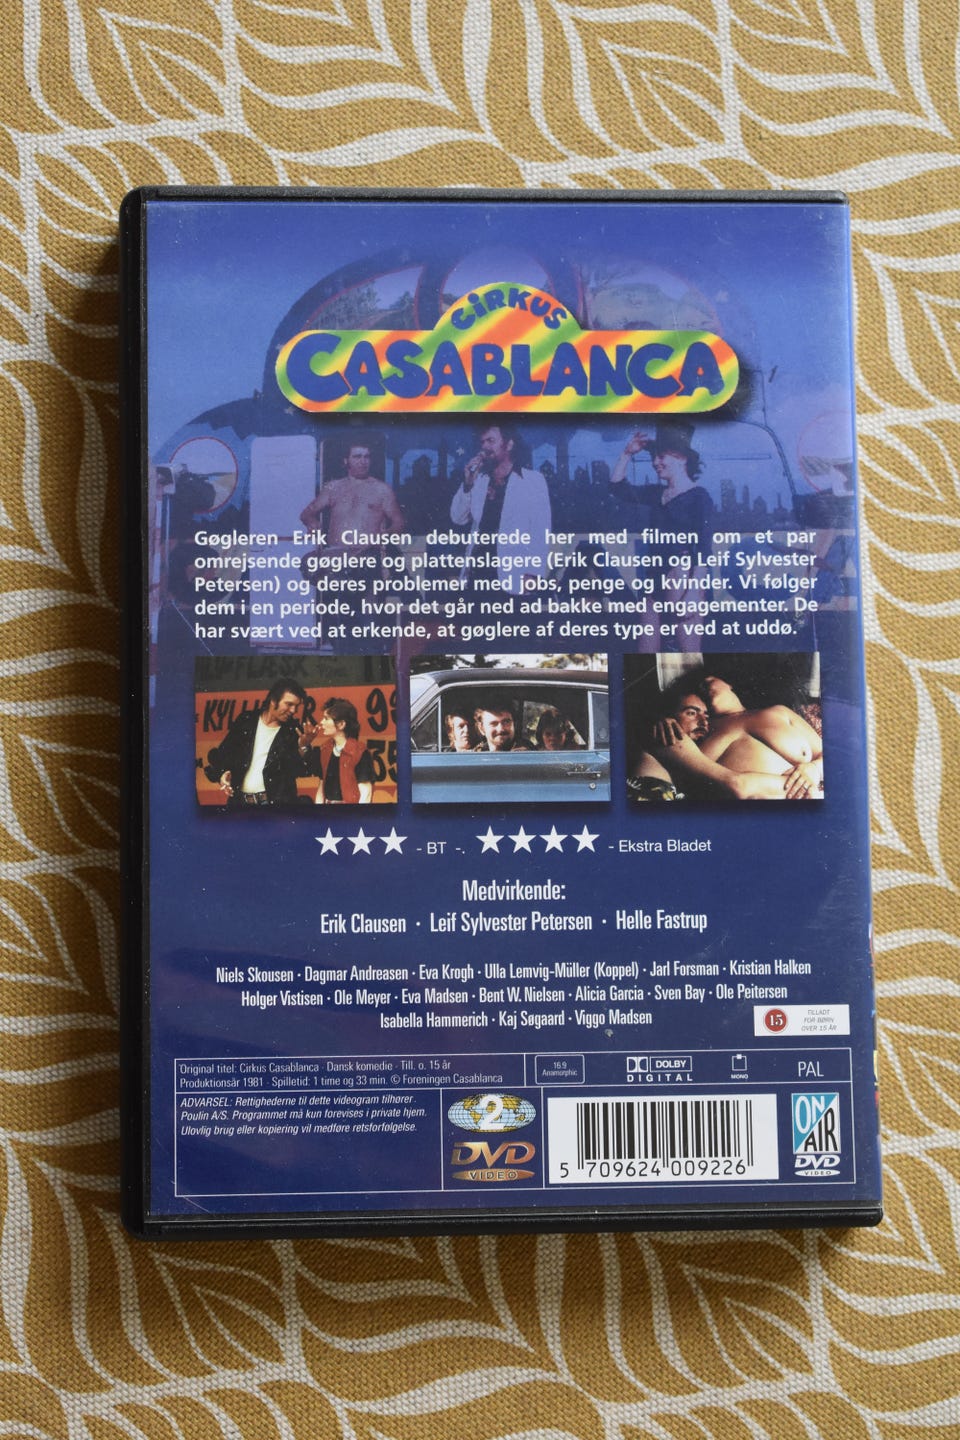 CIRKUS
CASABLANCA
Gøgleren Erik Clausen debuterede her med filmen om et par
omrejsende gøglere og plattenslagere (Erik Clausen og Leif Sylvester
Petersen) og deres problemer med jobs, penge og kvinder. Vi følger
dem i en periode, hvor det går ned ad bakke med engagementer. De
har svært ved at erkende, at gøglere af deres type er ved at uddø.
★★★ - BT -. ★★★★ - Ekstra Bladet
Medvirkende:
Erik Clausen · Leif Sylvester Petersen · Helle Fastrup
Niels Skousen · Dagmar Andreasen · Eva Krogh · Ulla Lemvig-Müller (Koppel) · Jarl Forsman · Kristian Halken
Holger Vistisen · Ole Meyer · Eva Madsen · Bent W. Nielsen · Alicia Garcia · Sven Bay · Ole Peitersen
Isabella Hammerich · Kaj Søgaard · Viggo Madsen
15
TILLADT
FOR BØRN
OVER 15 ÅR
Original titel: Cirkus Casablanca · Dansk komedie · Till. o. 15 år
Produktionsår 1981 · Spilletid: 1 time og 33 min. © Foreningen Casablanca
16:9
Anamorphic
DOLBY
DIGITAL
MONO
PAL
ADVARSEL: Rettighederne til dette videogram tilhører
Poulin A/S. Programmet må kun forevises i private hjem.
Ulovlig brug eller kopiering vil medføre retsforfølgelse.
2
DVD
VIDEO
5 709624 009226
ON
AIR
DVD
VIDEO